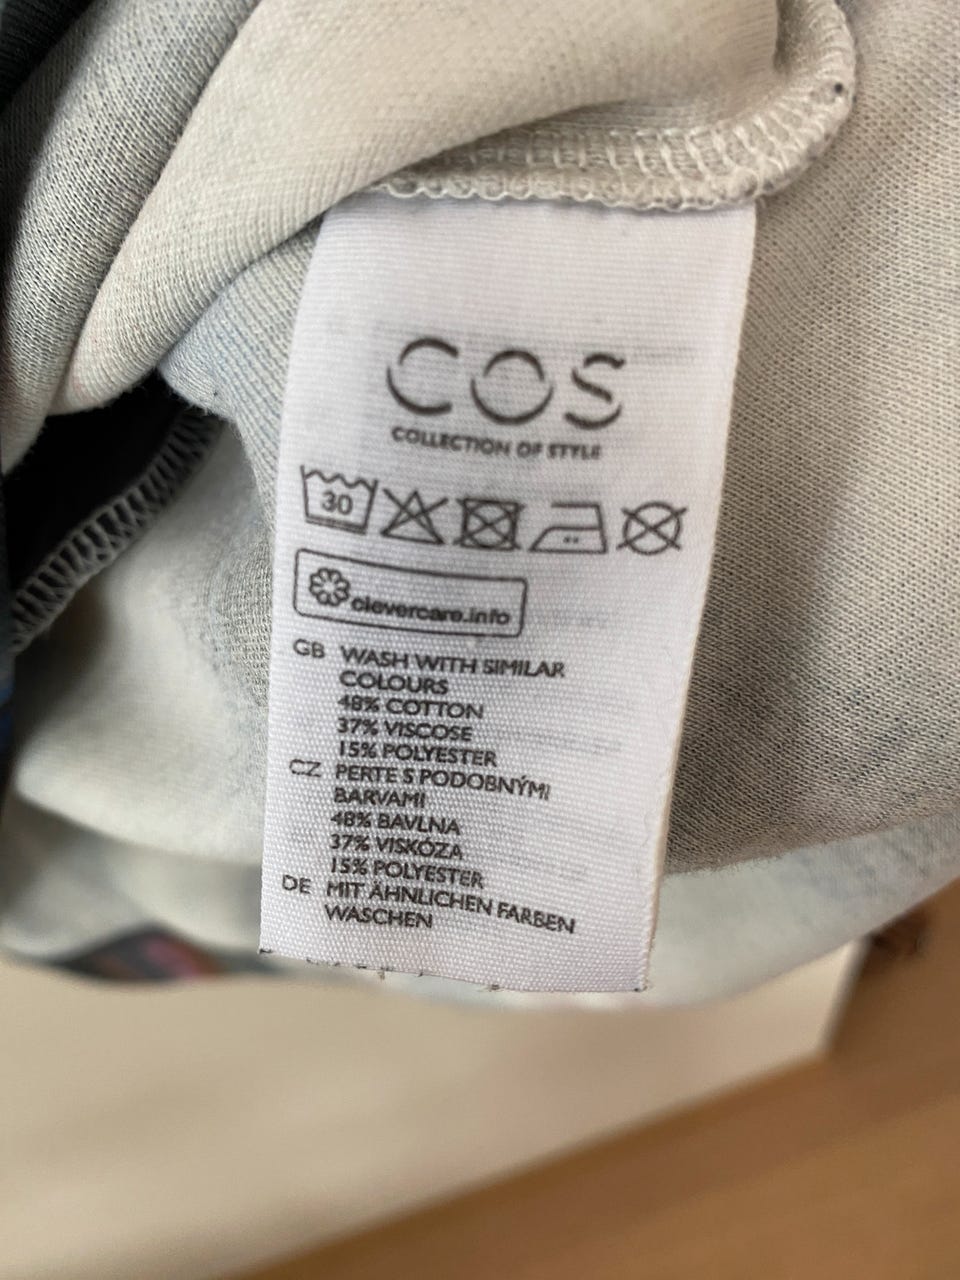 COS
COLLECTION OF STYLE
30
clevercare.info
GB WASH WITH SIMILAR
COLOURS
48% COTTON
37% VISCOSE
15% POLYESTER
CZ PERTE S PODOBNÝMI
BARVAMI
48% BAVLNA
37% VISKÓZA
15% POLYESTER
DE MIT ÄHNLICHEN FARBEN
WASCHEN